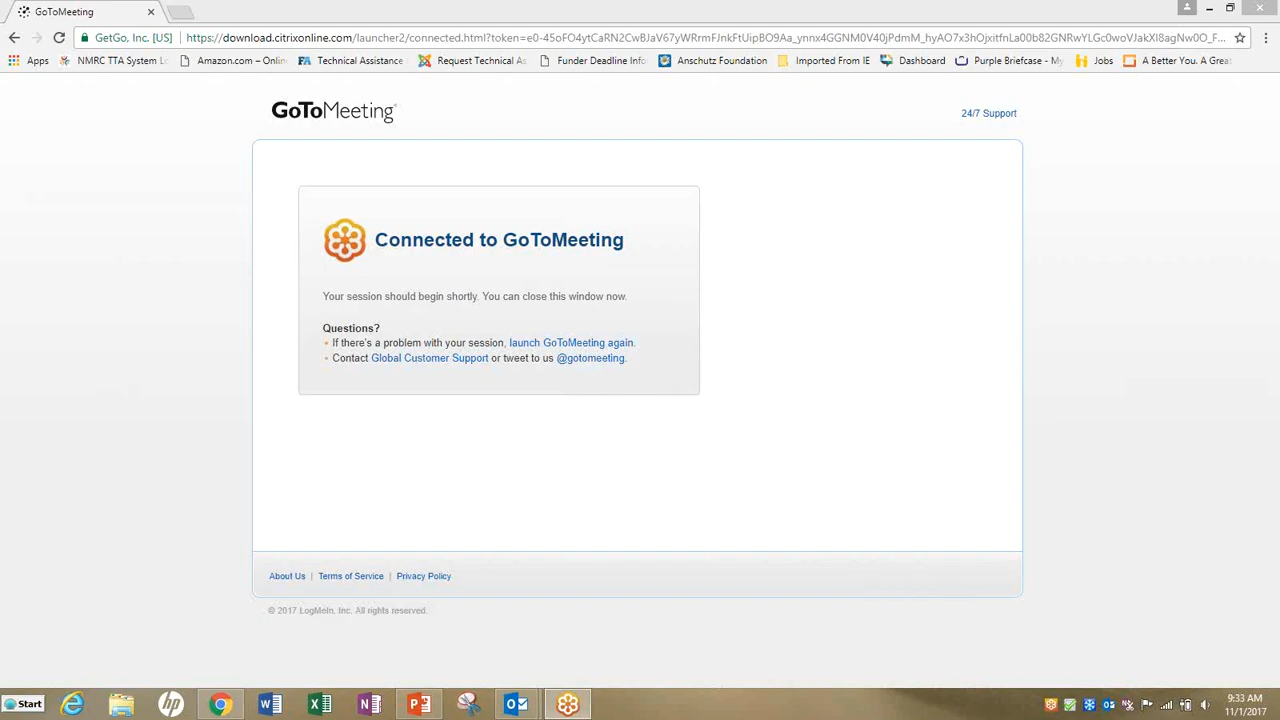 GoToMeeting
GetGo, Inc. [US]
https://download.citrixonline.com/launcher2/connected.html?token=
Apps
NMRC TTA System L
Amazon.com – Onlin
Technical Assistance
Request Technical As
Funder Deadline Info
Anschutz Foundation
Imported From IE
Dashboard
Purple Briefcase - My
Jobs
A Better You. A Grea
GoToMeeting
24/7 Support
Connected to GoToMeeting
Your session should begin shortly. You can close this window now.
Questions?
If there's a problem with your session, launch GoToMeeting again.
Contact Global Customer Support or tweet to us @gotomeeting.
About Us | Terms of Service | Privacy Policy
© 2017 LogMeIn, Inc. All rights reserved.
Start
9:33 AM
11/1/2017